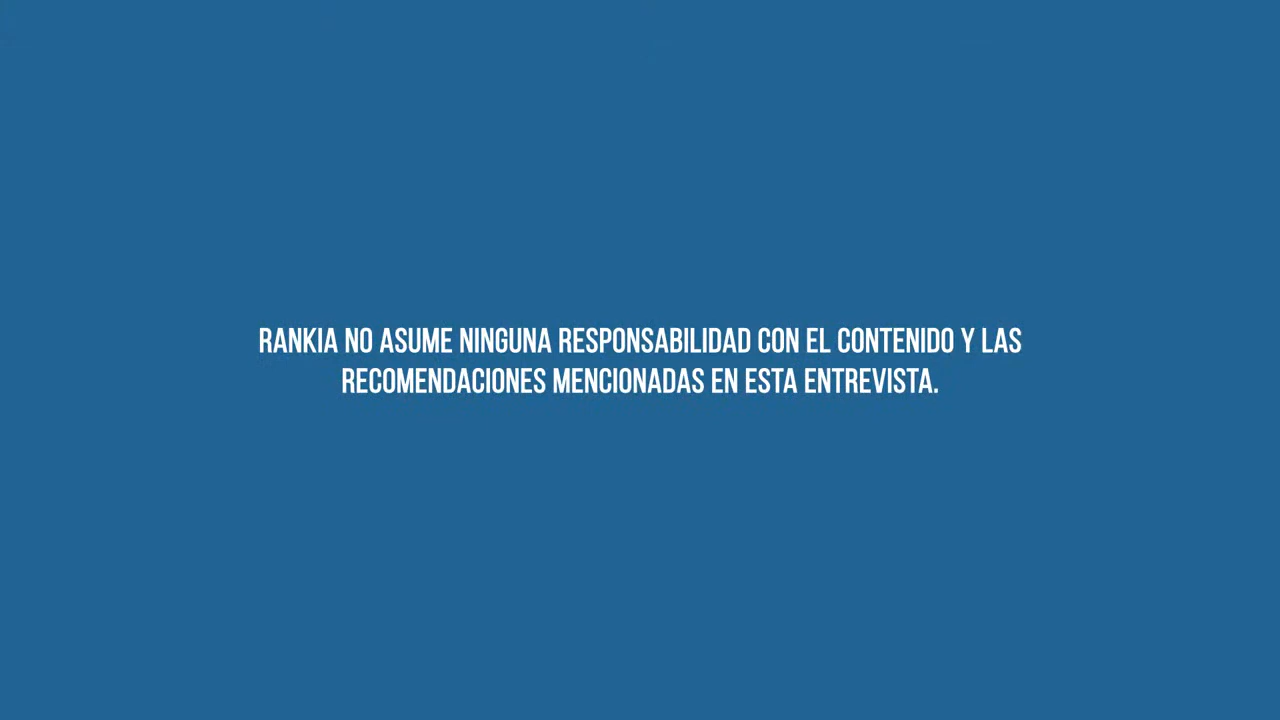 RANKIA NO ASUME NINGUNA RESPONSABILIDAD CON EL CONTENIDO Y LAS
RECOMENDACIONES MENCIONADAS EN ESTA ENTREVISTA.